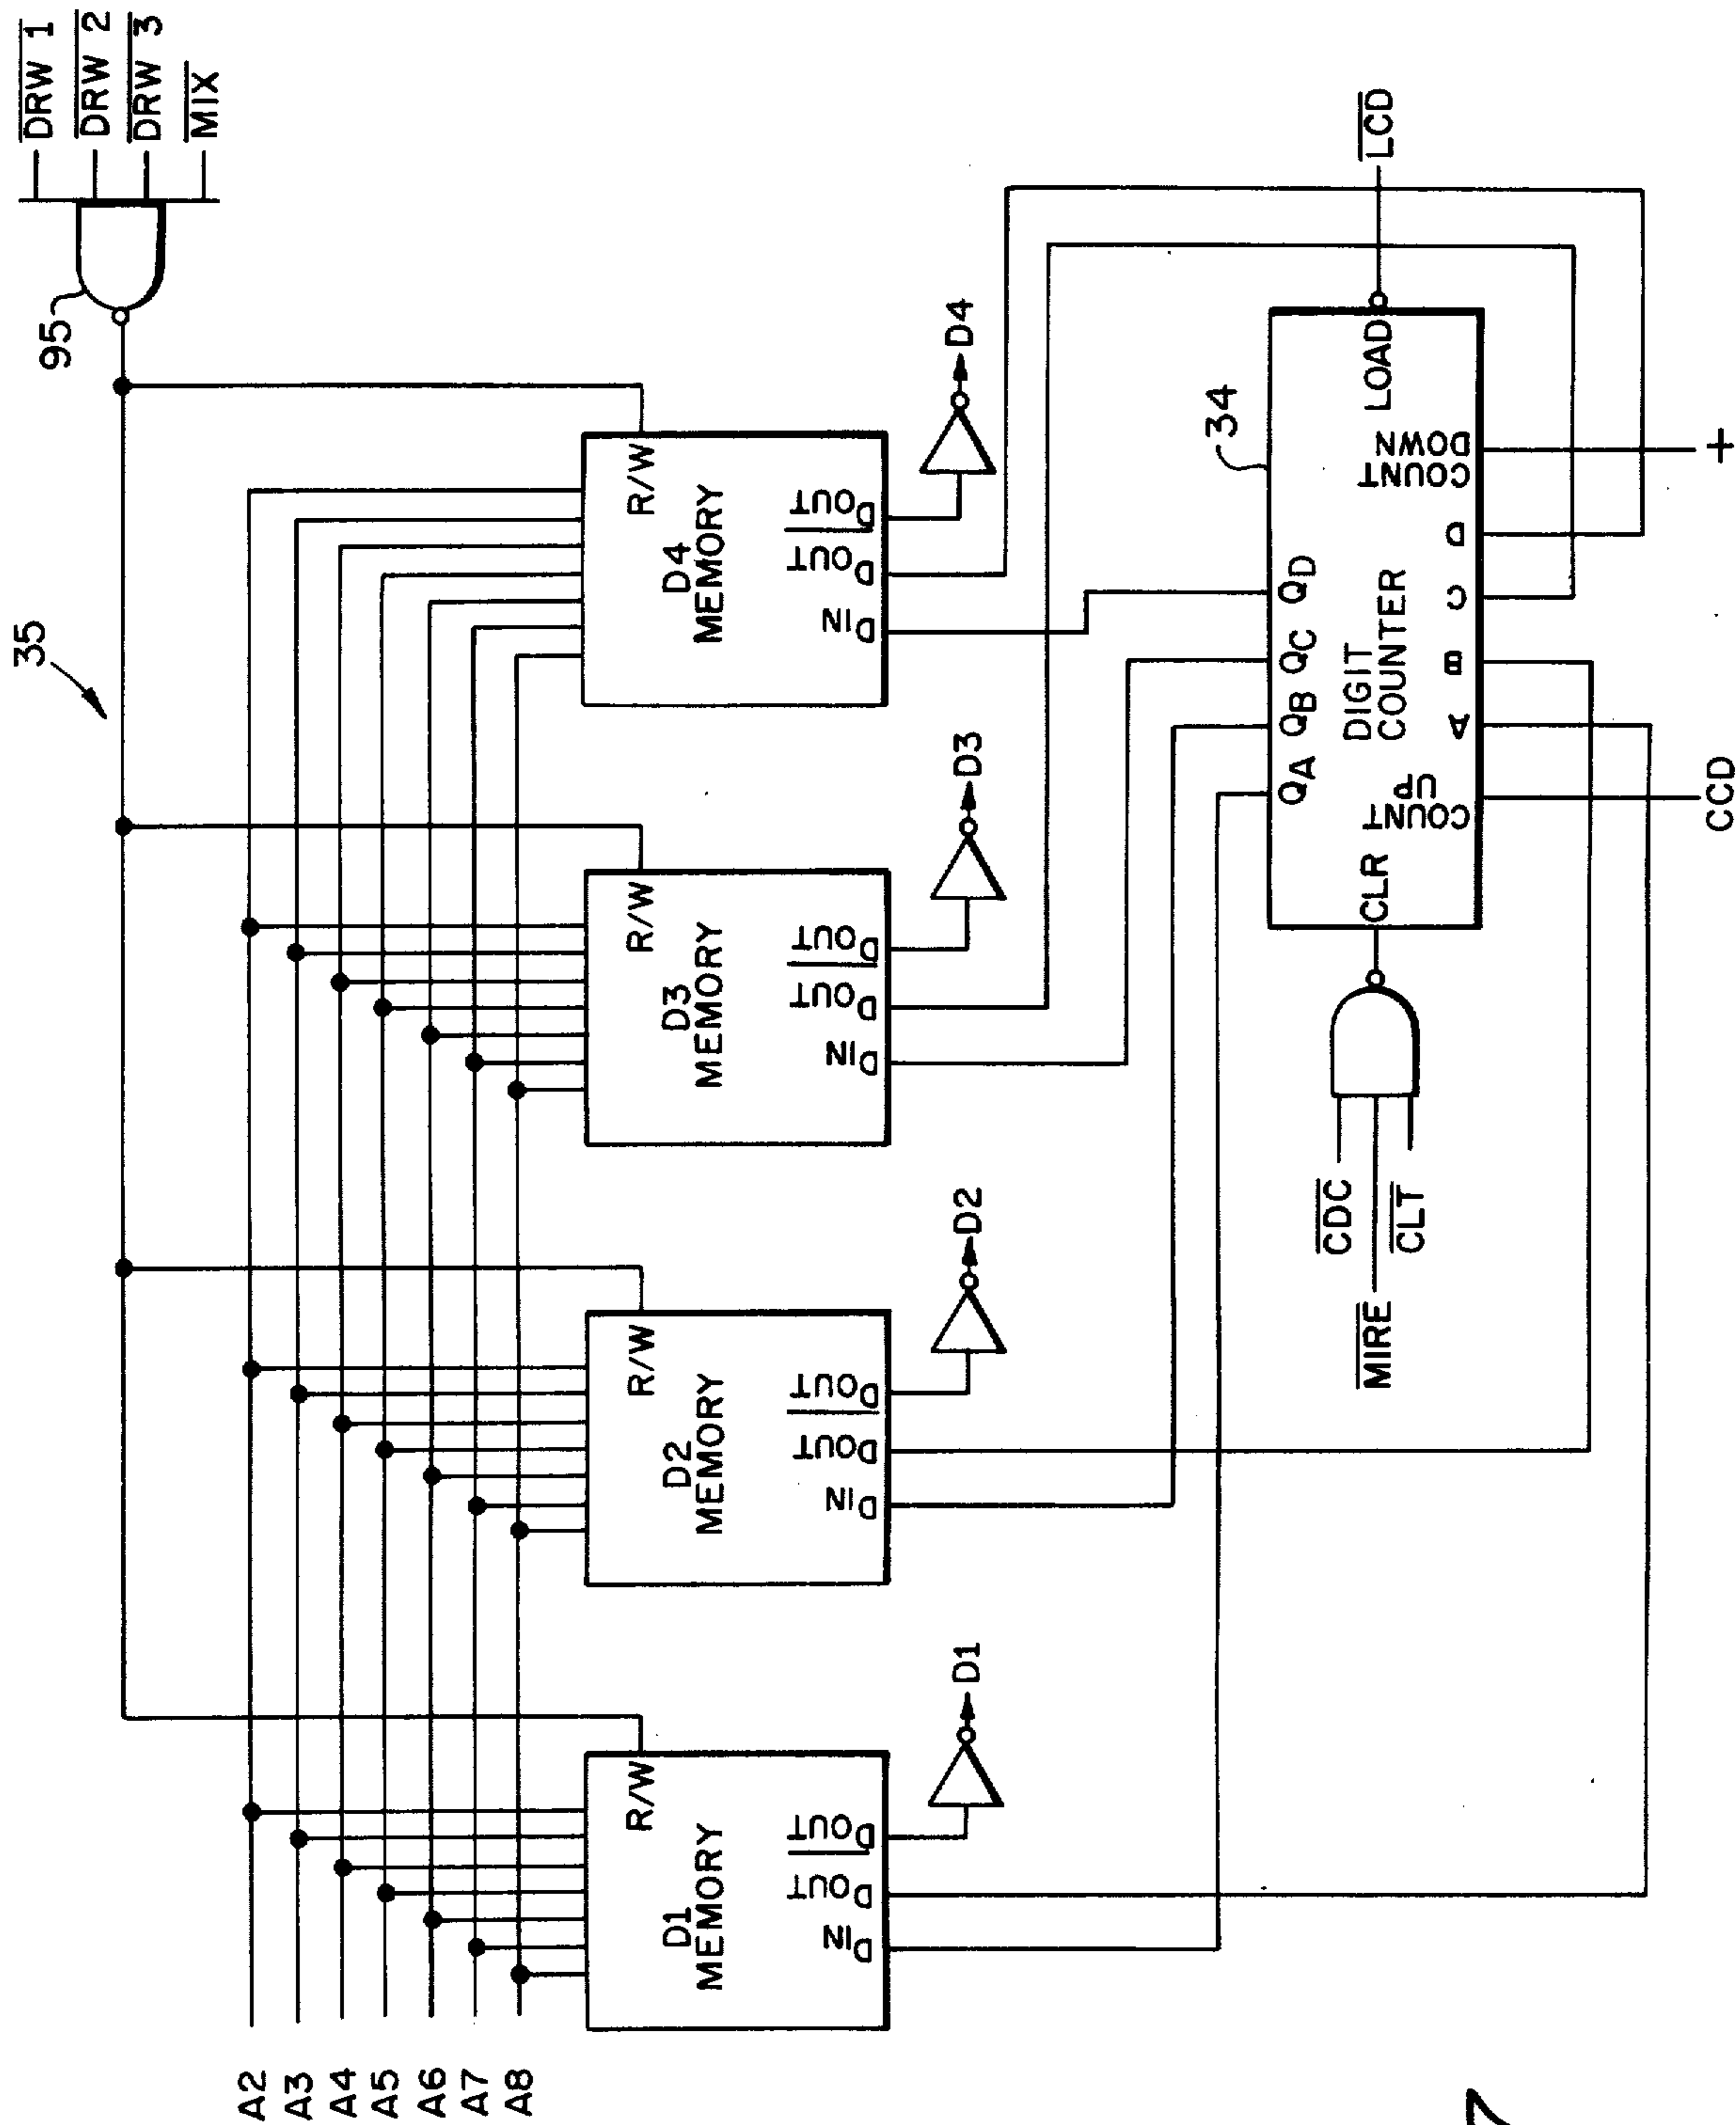 35
95
DRW 1
DRW 2
DRW 3
MIX
A2
A3
A4
A5
A6
A7
A8
R/W
D1
MEMORY
DIN
DOUT
DOUT
D1
R/W
D2
MEMORY
DIN
DOUT
DOUT
D2
R/W
D3
MEMORY
DIN
DOUT
DOUT
D3
R/W
D4
MEMORY
DIN
DOUT
DOUT
D4
34
QA
QB
QC
QD
CLR
DIGIT
COUNTER
LOAD
LCD
COUNT
UP
A
B
C
D
COUNT
DOWN
CDC
MIRE
CLT
CCD
+
7